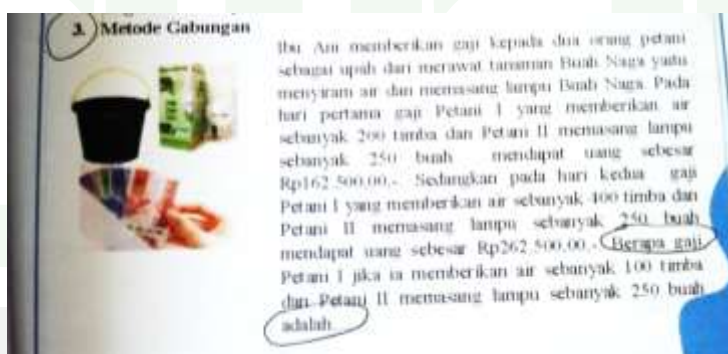 3. Metode Gabungan
Ibu Ani memberikan gaji kepada dua orang petani
sebagai upah dari merawat tanaman Buah Naga yaitu
menyiram air dan memasang lampu Buah Naga. Pada
hari pertama gaji Petani I yang memberikan air
sebanyak 200 timba dan Petani II memasang lampu
sebanyak 250 buah mendapat uang sebesar
Rp162.500,00,- Sedangkan pada hari kedua gaji
Petani I yang memberikan air sebanyak 400 timba dan
Petani II memasang lampu sebanyak 250 buah
mendapat uang sebesar Rp262.500,00,- Berapa gaji
Petani I jika ia memberikan air sebanyak 100 timba
dan Petani II memasang lampu sebanyak 250 buah
adalah